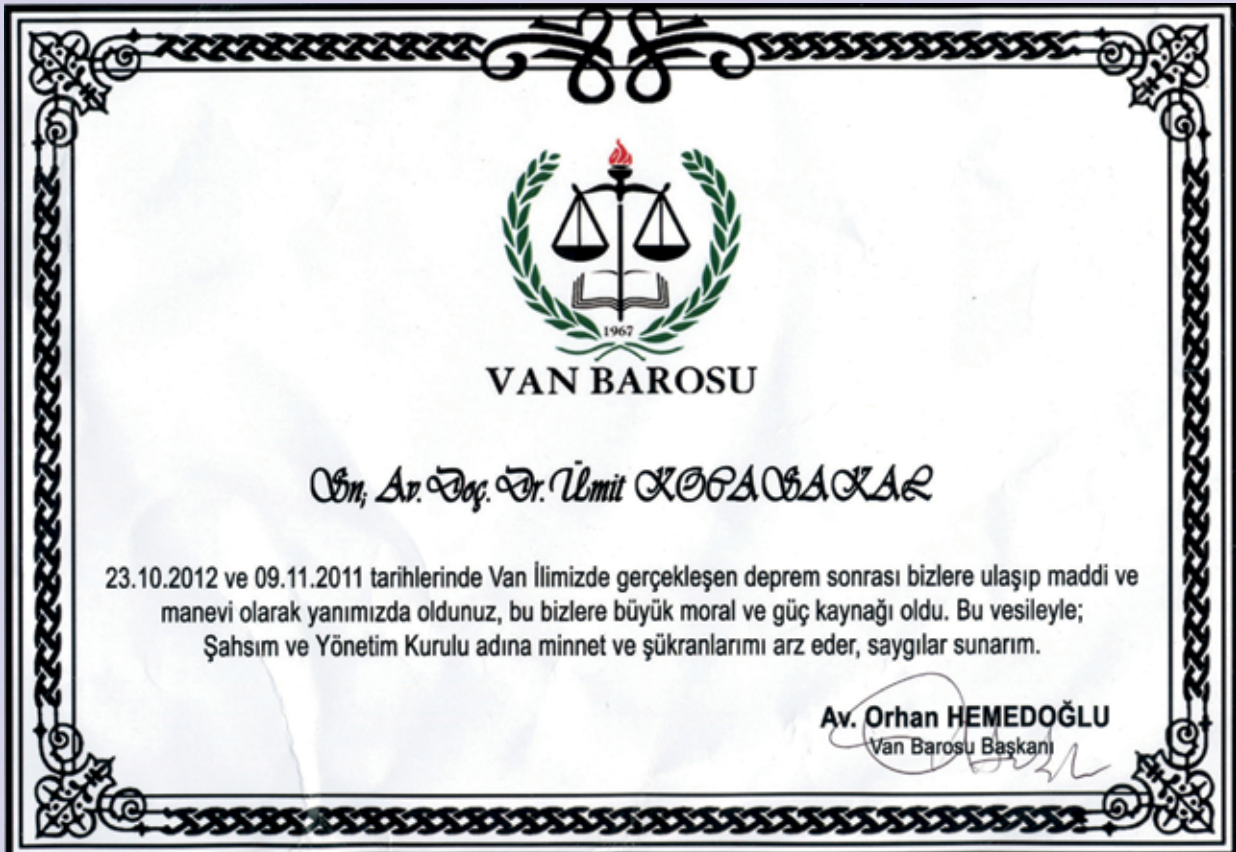 1967
VAN BAROSU
Sn; Av. Doç. Dr. Ümit KOCASAKAL
23.10.2012 ve 09.11.2011 tarihlerinde Van İlimizde gerçekleşen deprem sonrası bizlere ulaşıp maddi ve
manevi olarak yanımızda oldunuz, bu bizlere büyük moral ve güç kaynağı oldu. Bu vesileyle;
Şahsım ve Yönetim Kurulu adına minnet ve şükranlarımı arz eder, saygılar sunarım.
Av. Orhan HEMEDOĞLU
Van Barosu Başkanı